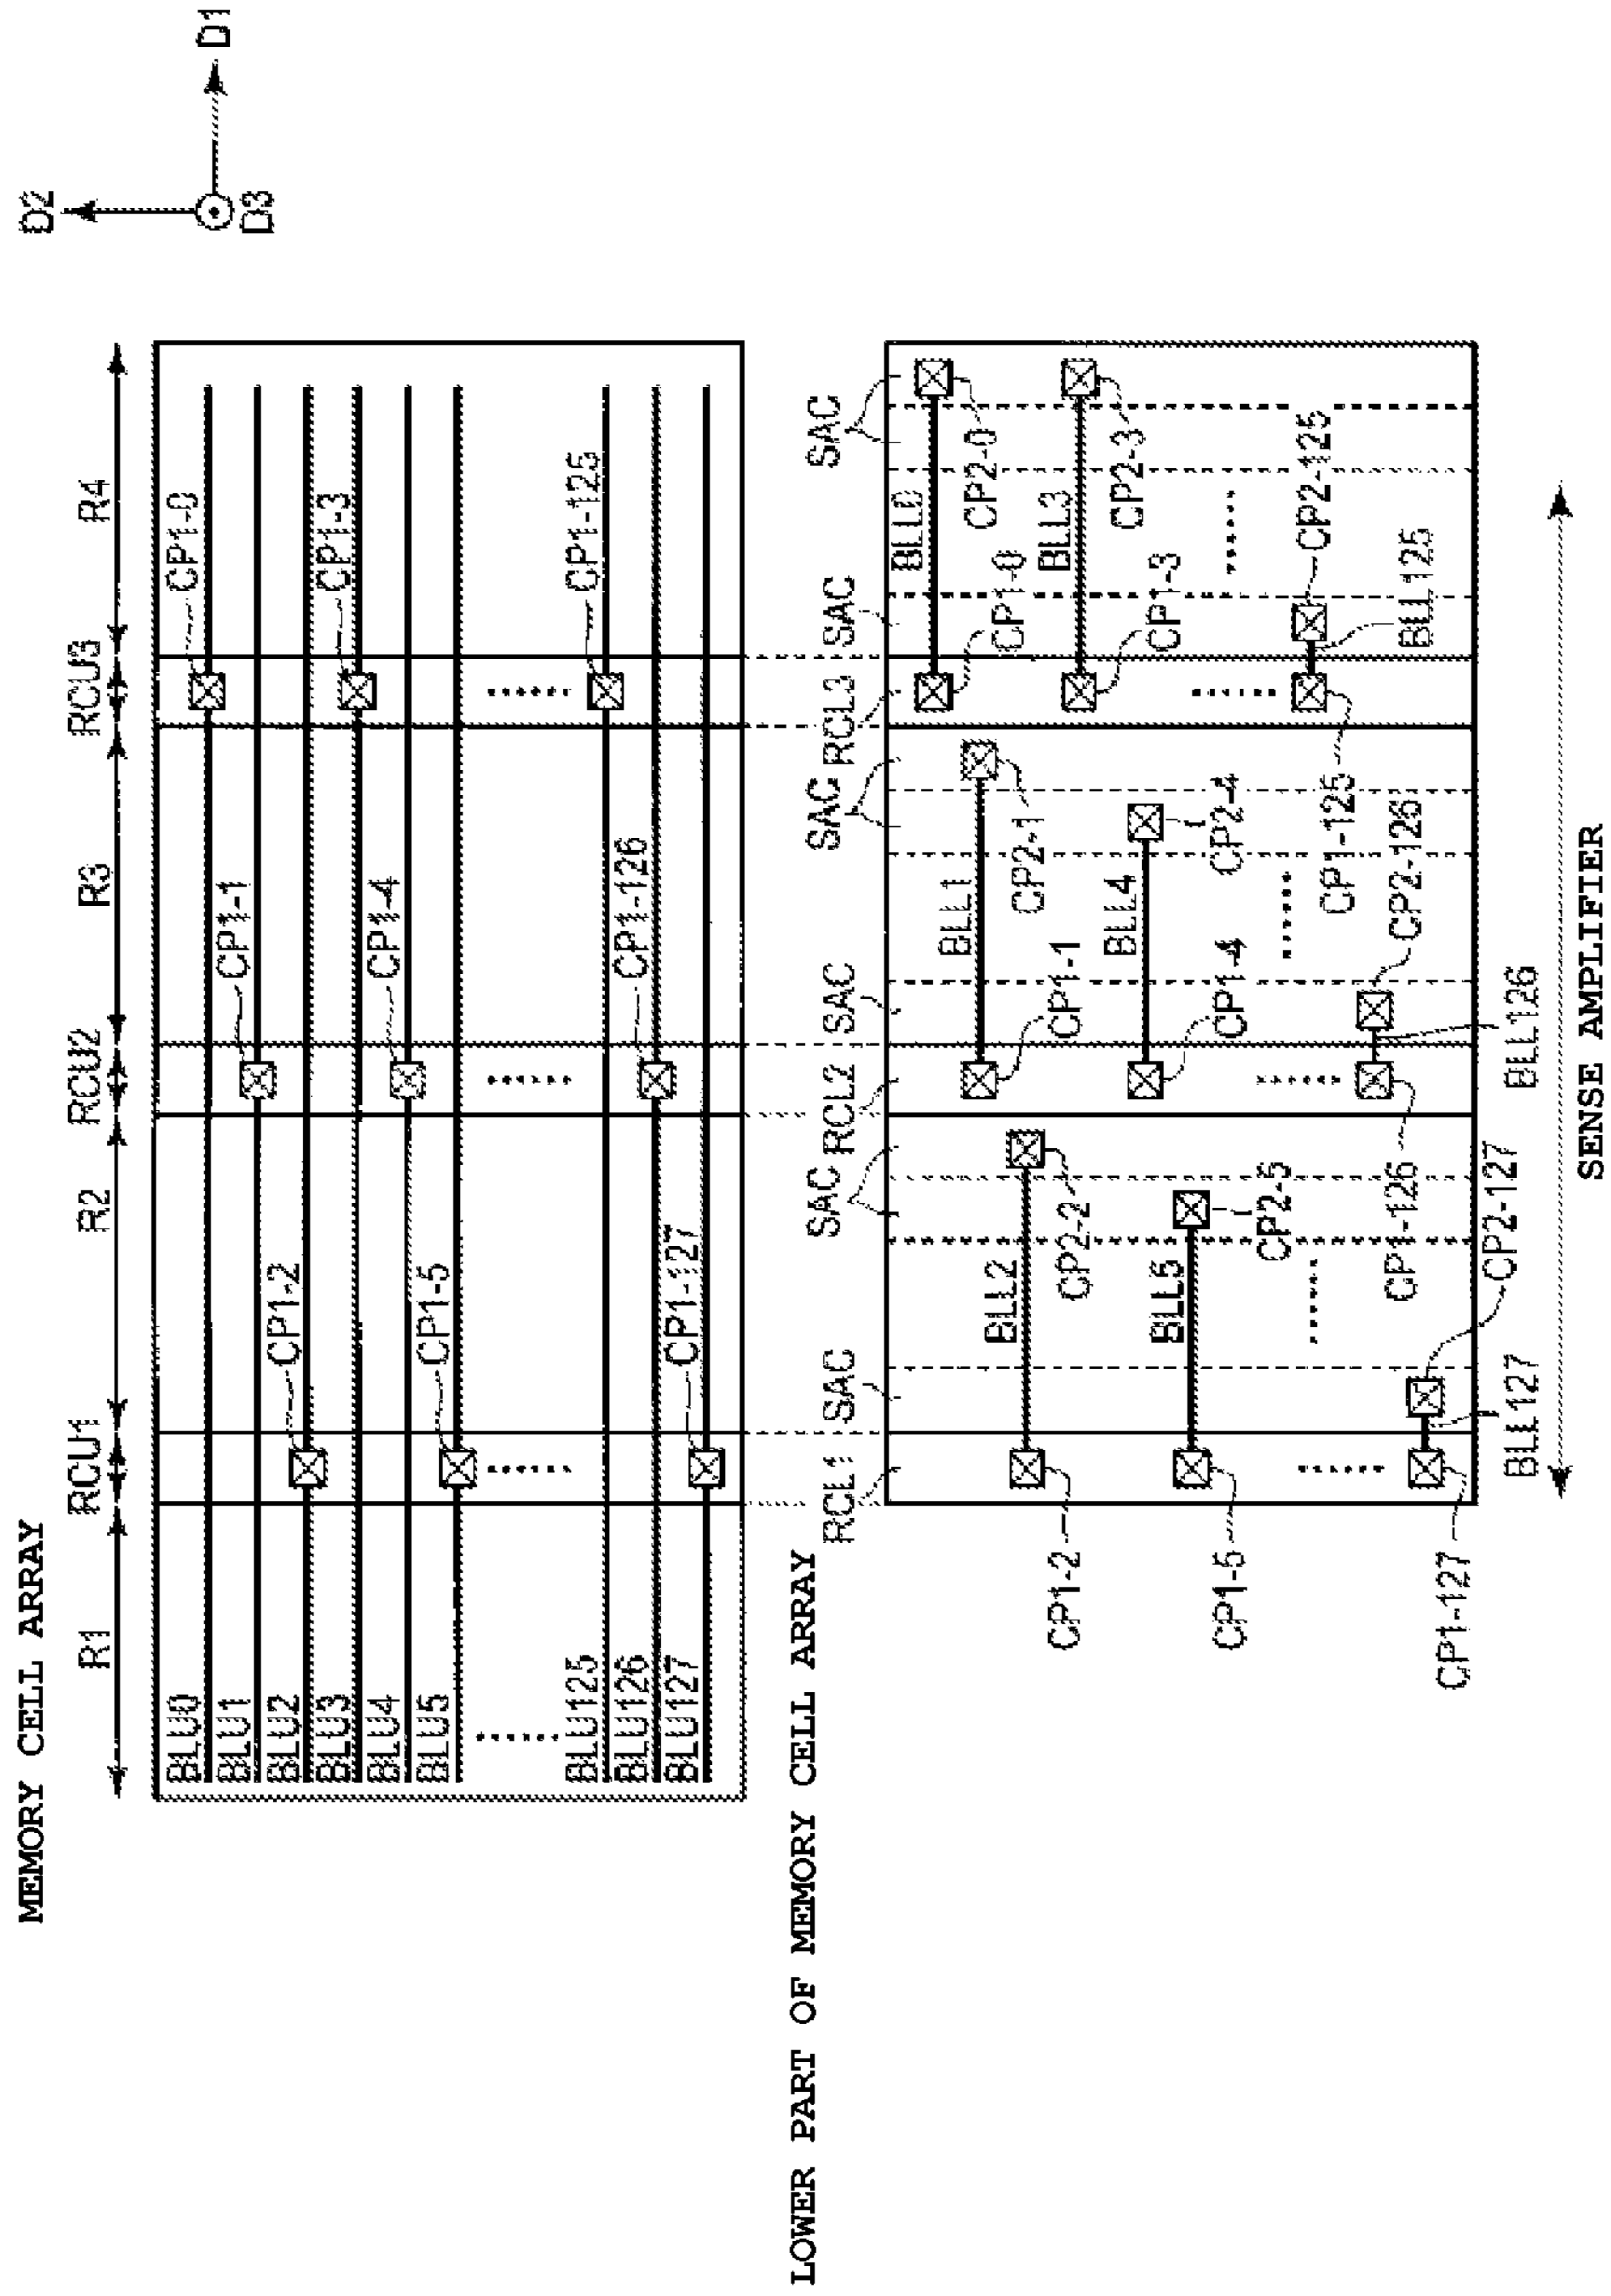 MEMORY CELL ARRAY
R1
RCU1
R2
RCU2
R3
RCU3
R4
D2
D1
D3
BLU0
BLU1
BLU2
BLU3
BLU4
BLU5
BLU125
BLU126
BLU127
CP1-0
CP1-1
CP1-2
CP1-3
CP1-4
CP1-5
CP1-125
CP1-126
CP1-127
LOWER PART OF MEMORY CELL ARRAY
RCL1
SAC
SAC
RCL2
SAC
SAC
RCL3
SAC
SAC
BLL0
CP2-0
CP1-0
BLL1
CP2-1
CP1-1
BLL2
CP2-2
CP1-2
BLL3
CP2-3
CP1-3
BLL4
CP2-4
CP1-4
BLL5
CP2-5
CP1-5
CP2-125
CP1-125
BLL125
CP2-126
CP1-126
BLL126
CP2-127
CP1-127
BLL127
SENSE AMPLIFIER